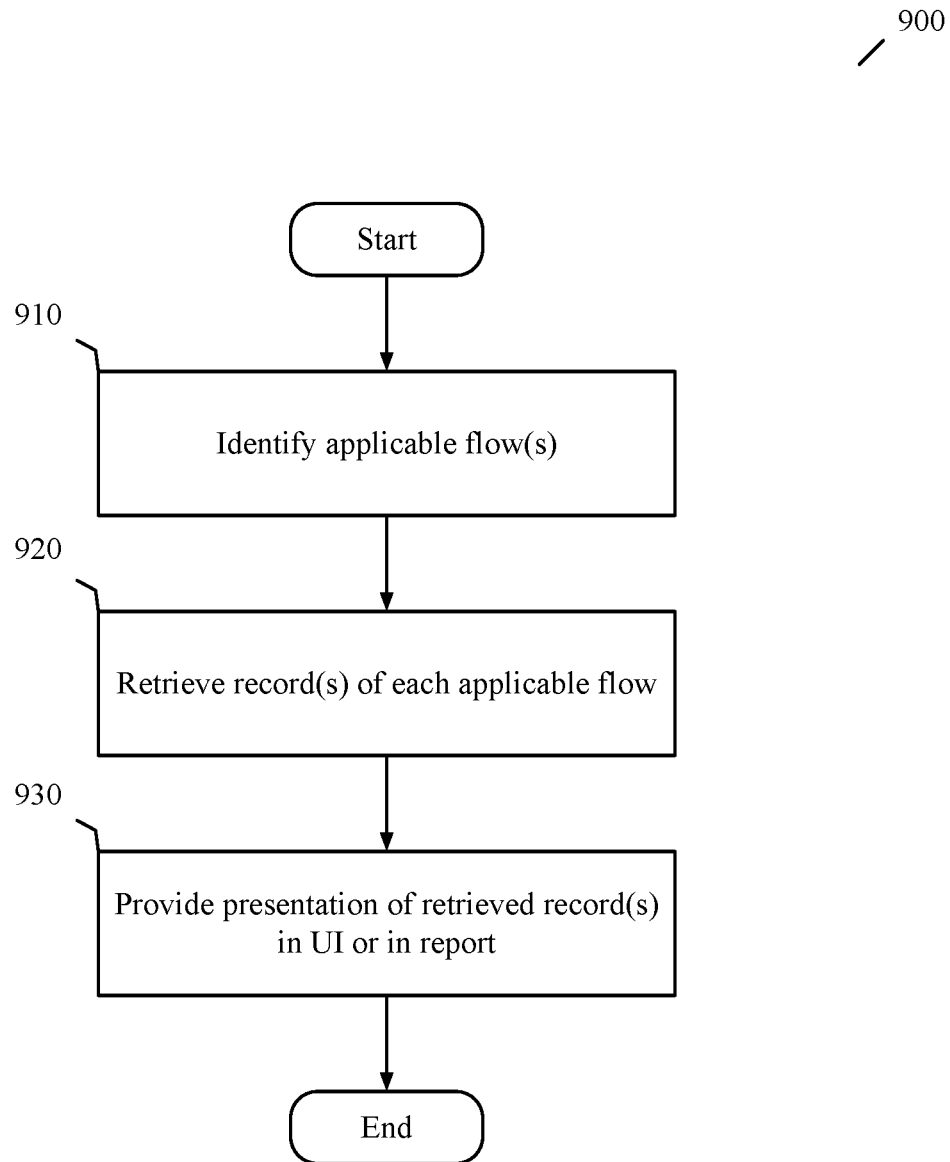 900
Start
910
Identify applicable flow(s)
920
Retrieve record(s) of each applicable flow
930
Provide presentation of retrieved record(s)
in UI or in report
End